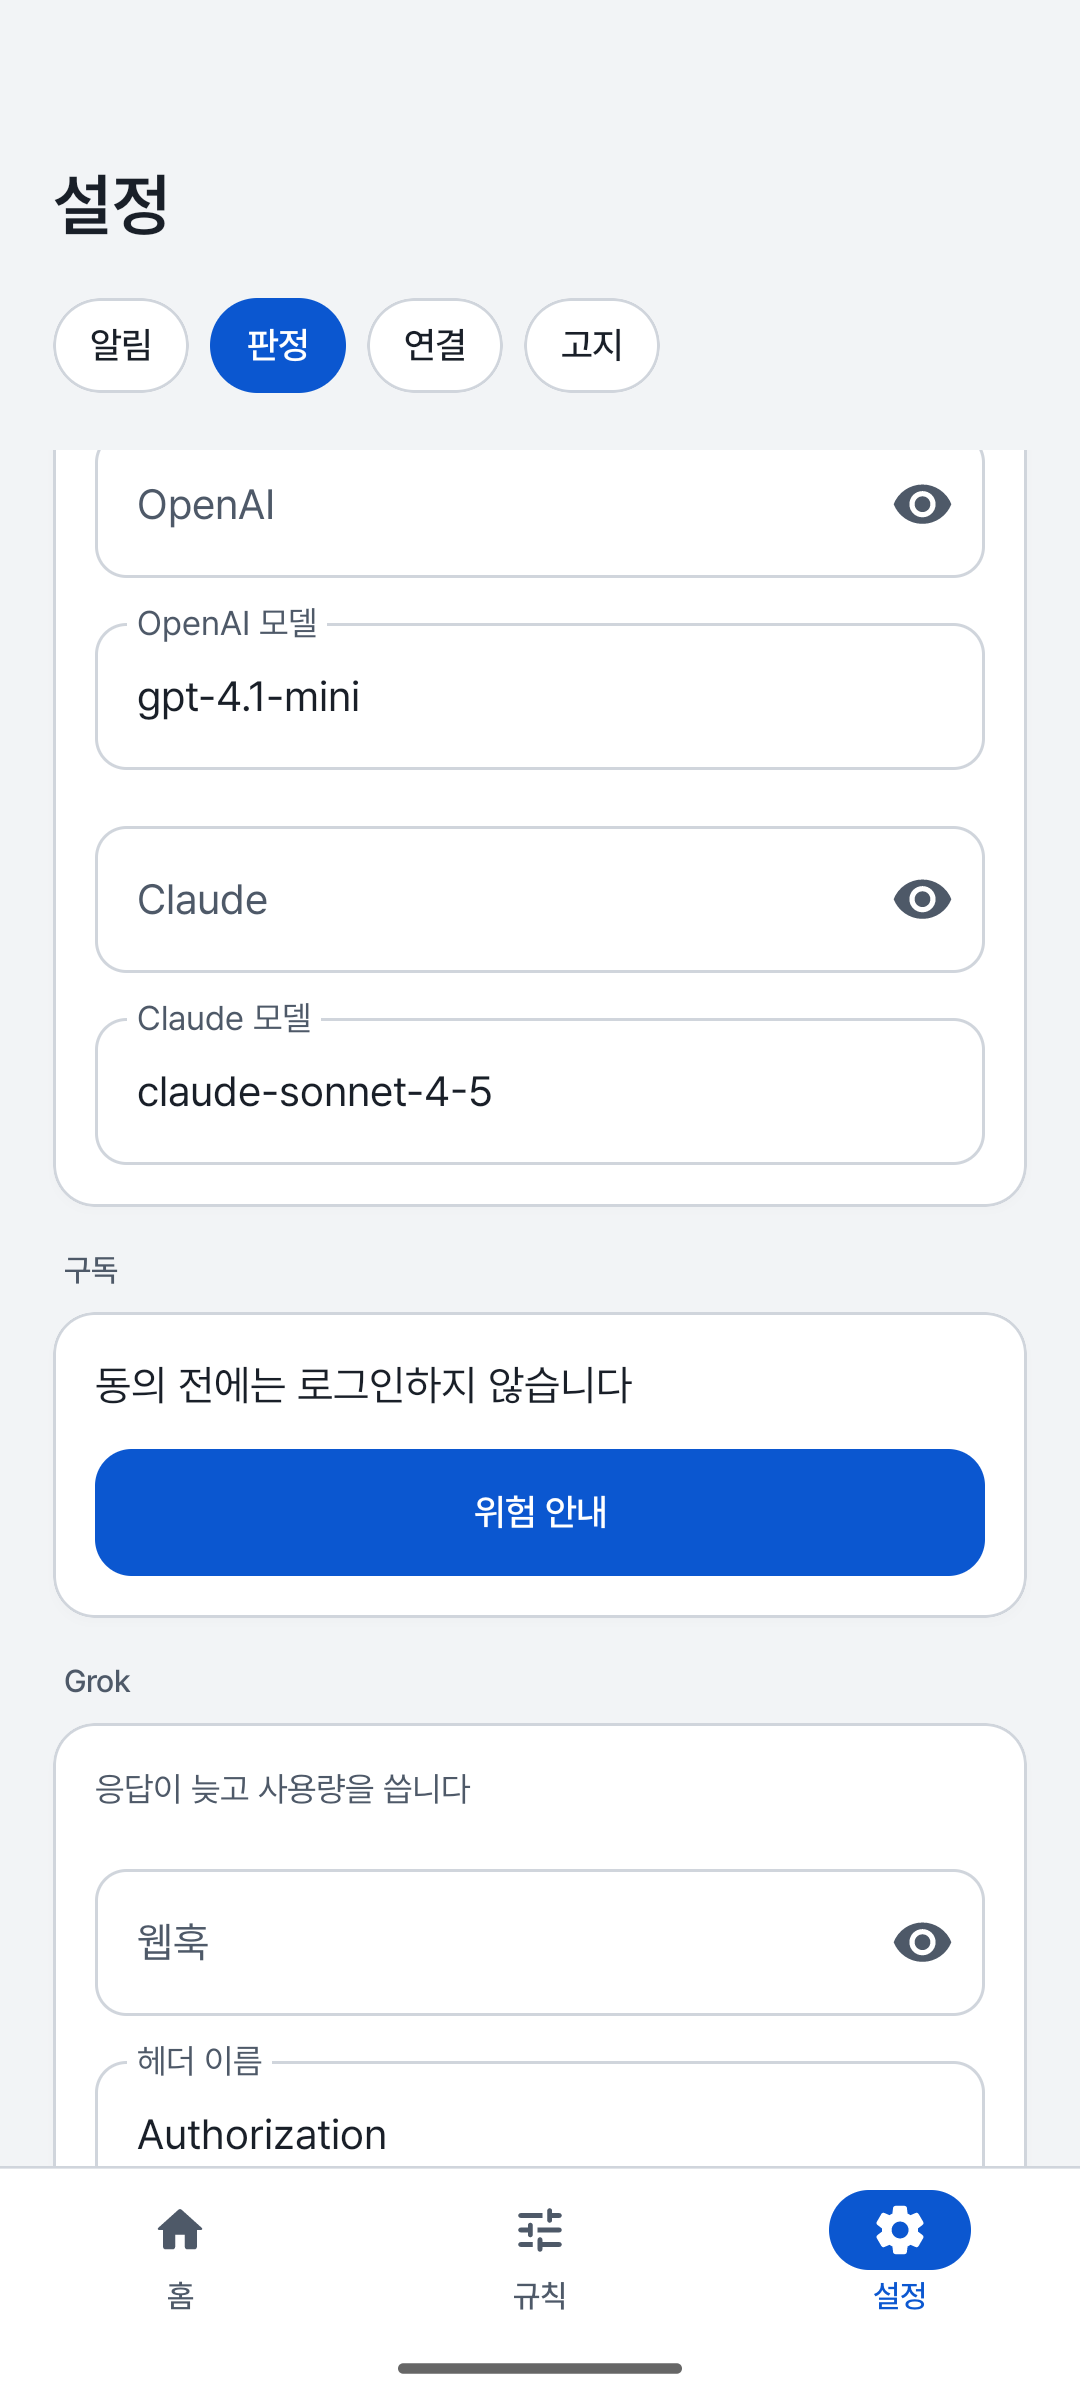 설정
알림
판정
연결
고지
OpenAI
OpenAI 모델
gpt-4.1-mini
Claude
Claude 모델
claude-sonnet-4-5
구독
동의 전에는 로그인하지 않습니다
위험 안내
Grok
응답이 늦고 사용량을 씁니다
웹훅
헤더 이름
Authorization
홈
규칙
설정